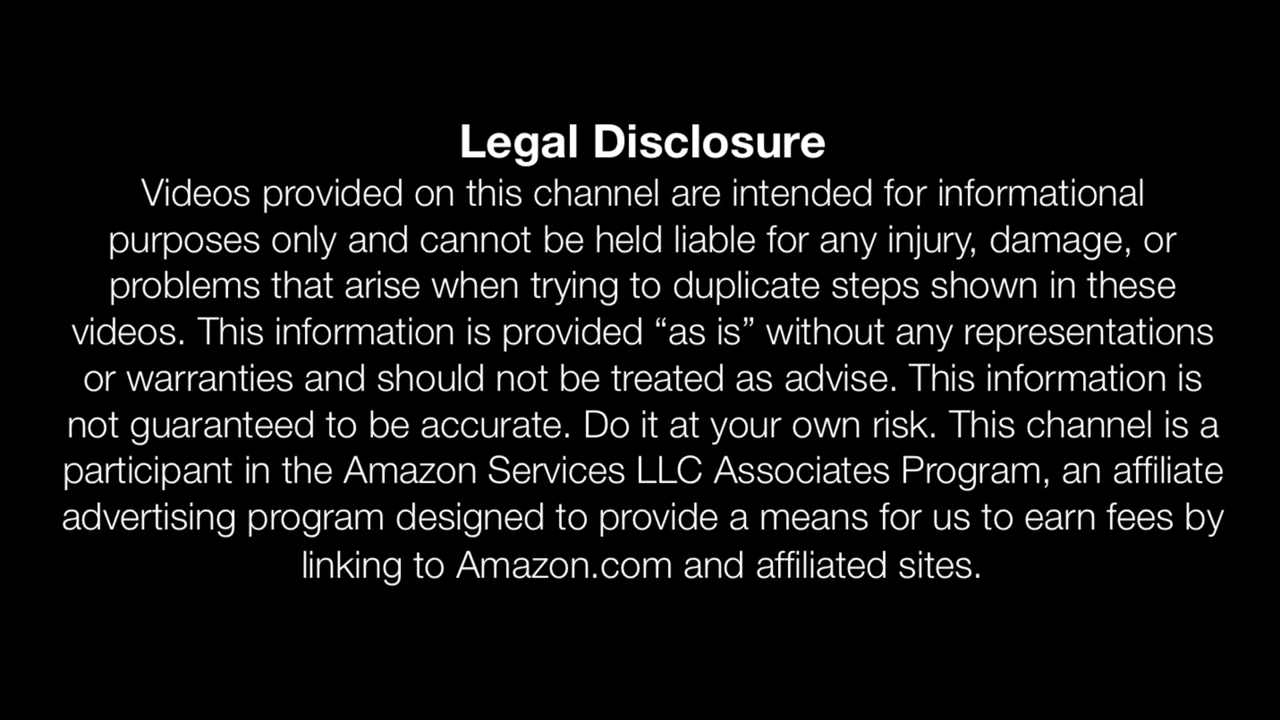 Legal Disclosure
Videos provided on this channel are intended for informational
purposes only and cannot be held liable for any injury, damage, or
problems that arise when trying to duplicate steps shown in these
videos. This information is provided “as is” without any representations
or warranties and should not be treated as advise. This information is
not guaranteed to be accurate. Do it at your own risk. This channel is a
participant in the Amazon Services LLC Associates Program, an affiliate
advertising program designed to provide a means for us to earn fees by
linking to Amazon.com and affiliated sites.